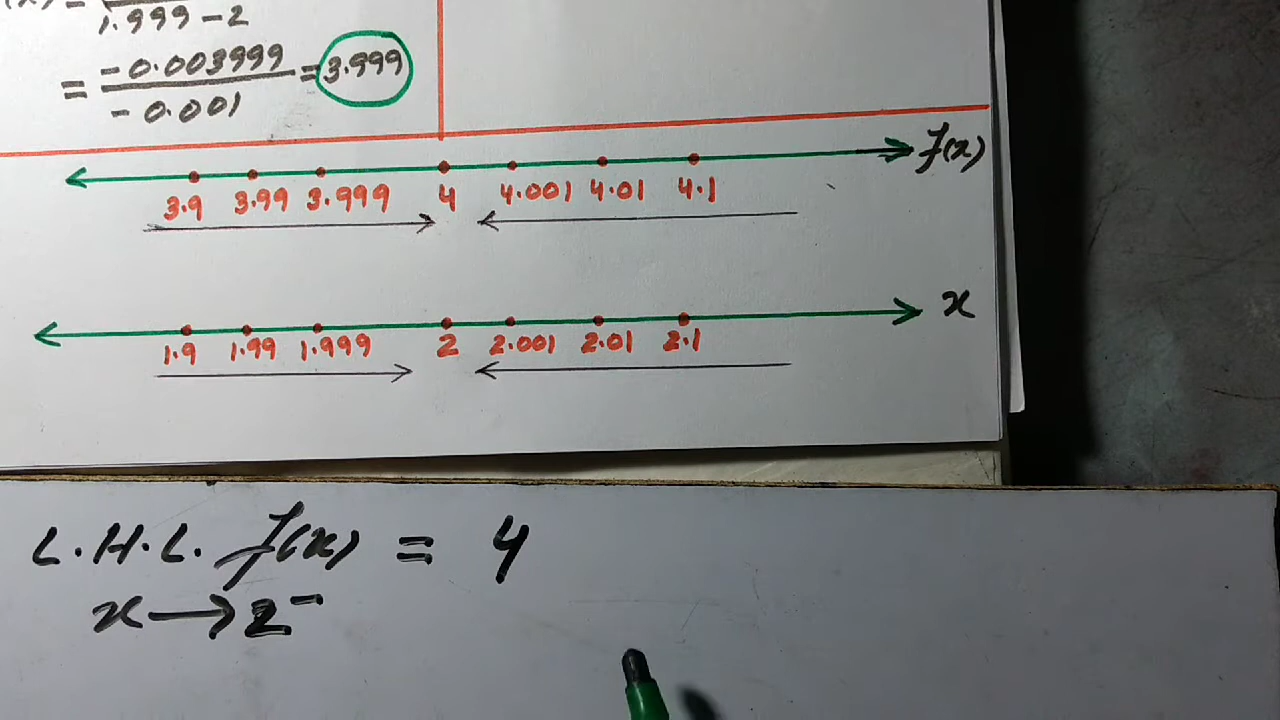 1.999 - 2
= -0.003999 / -0.001 = 3.999
f(x)
3.9 3.99 3.999 4 4.001 4.01 4.1
x
1.9 1.99 1.999 2 2.001 2.01 2.1
L.H.L. f(x) = 4
x → 2⁻